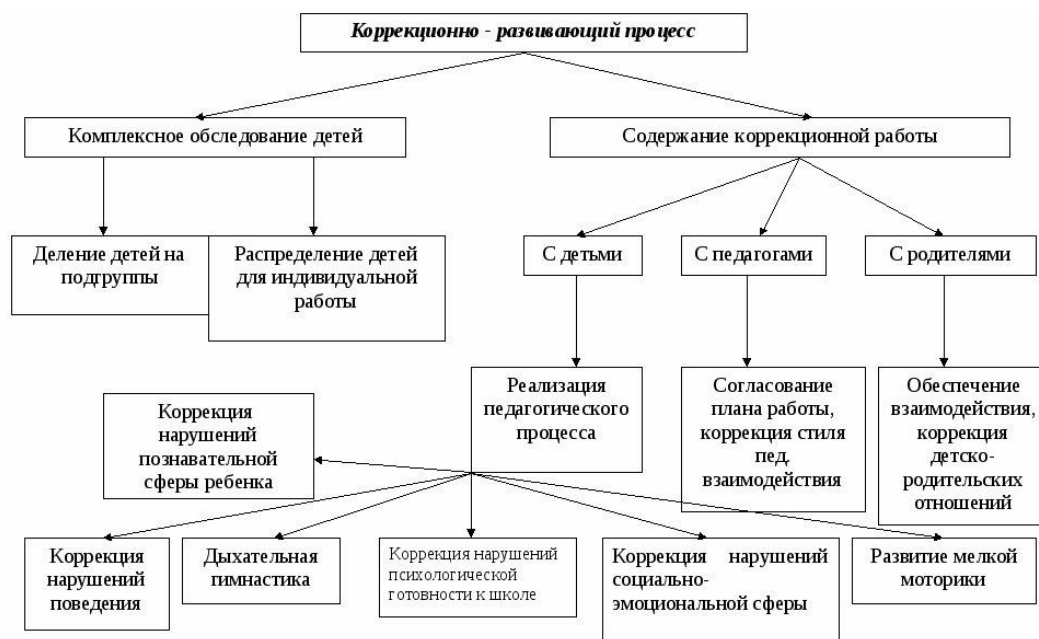 Коррекционно - развивающий процесс
Комплексное обследование детей
Содержание коррекционной работы
Деление детей на
подгруппы
Распределение детей
для индивидуальной
работы
С детьми
С педагогами
С родителями
Реализация
педагогического
процесса
Согласование
плана работы,
коррекция стиля
пед.
взаимодействия
Обеспечение
взаимодействия,
коррекция
детско-
родительских
отношений
Коррекция
нарушений
познавательной
сферы ребенка
Коррекция
нарушений
поведения
Дыхательная
гимнастика
Коррекция нарушений
психологической
готовности к школе
Коррекция нарушений
социально-
эмоциональной сферы
Развитие мелкой
моторики